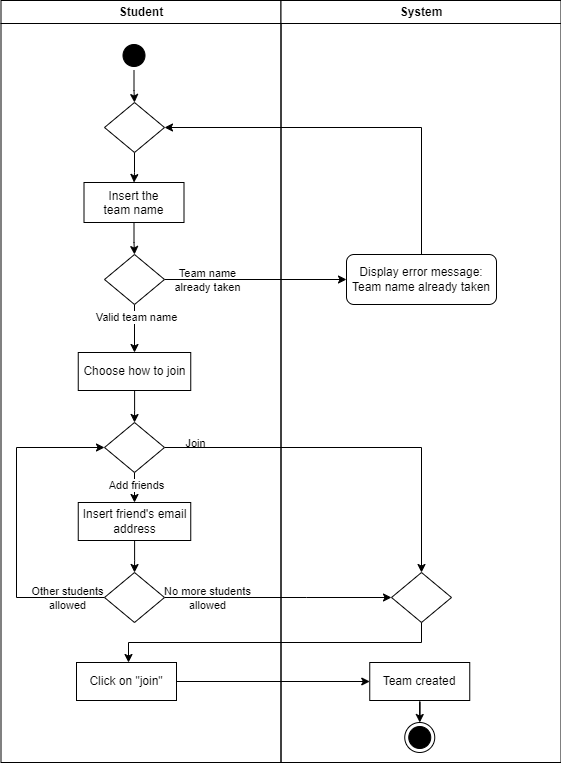 Student
System
Insert the
team name
Team name
already taken
Display error message:
Team name already taken
Valid team name
Choose how to join
Join
Add friends
Insert friend's email
address
Other students
allowed
No more students
allowed
Click on "join"
Team created